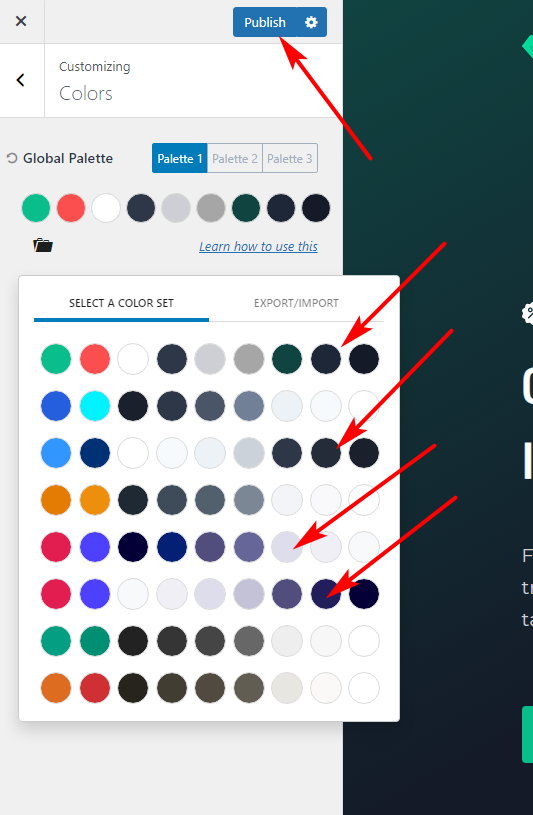 Publish
Customizing
Colors
Global Palette
Palette 1
Palette 2
Palette 3
Learn how to use this
SELECT A COLOR SET
EXPORT/IMPORT